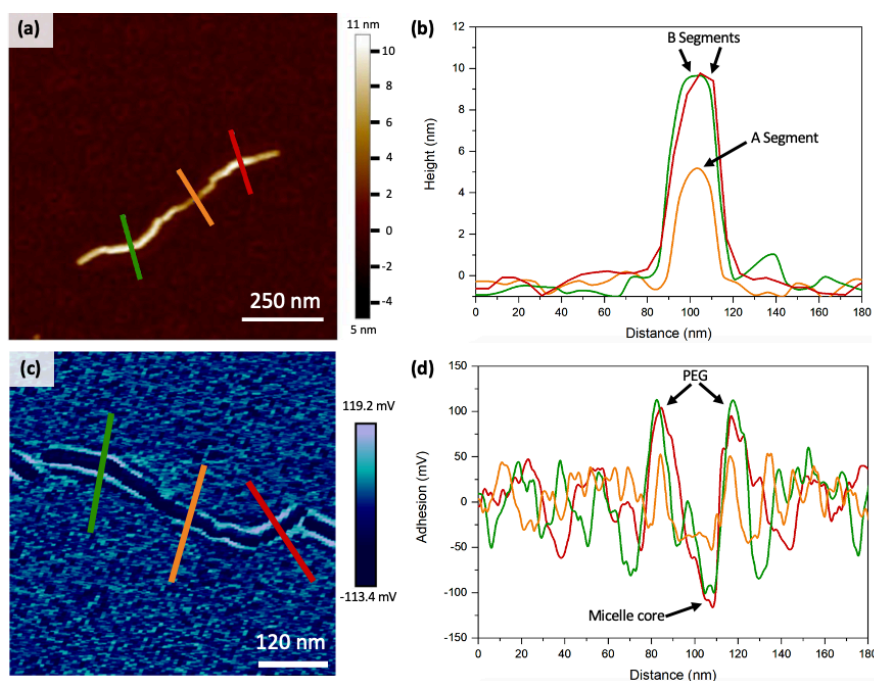 (a)
11 nm
10
8
6
4
2
0
-2
-4
5 nm
250 nm
(b)
12
10
8
6
4
2
0
Height (nm)
B Segments
A Segment
0 20 40 60 80 100 120 140 160 180
Distance (nm)
(c)
119.2 mV
-113.4 mV
120 nm
(d)
150
100
50
0
-50
-100
-150
Adhesion (mV)
PEG
Micelle core
0 20 40 60 80 100 120 140 160 180
Distance (nm)